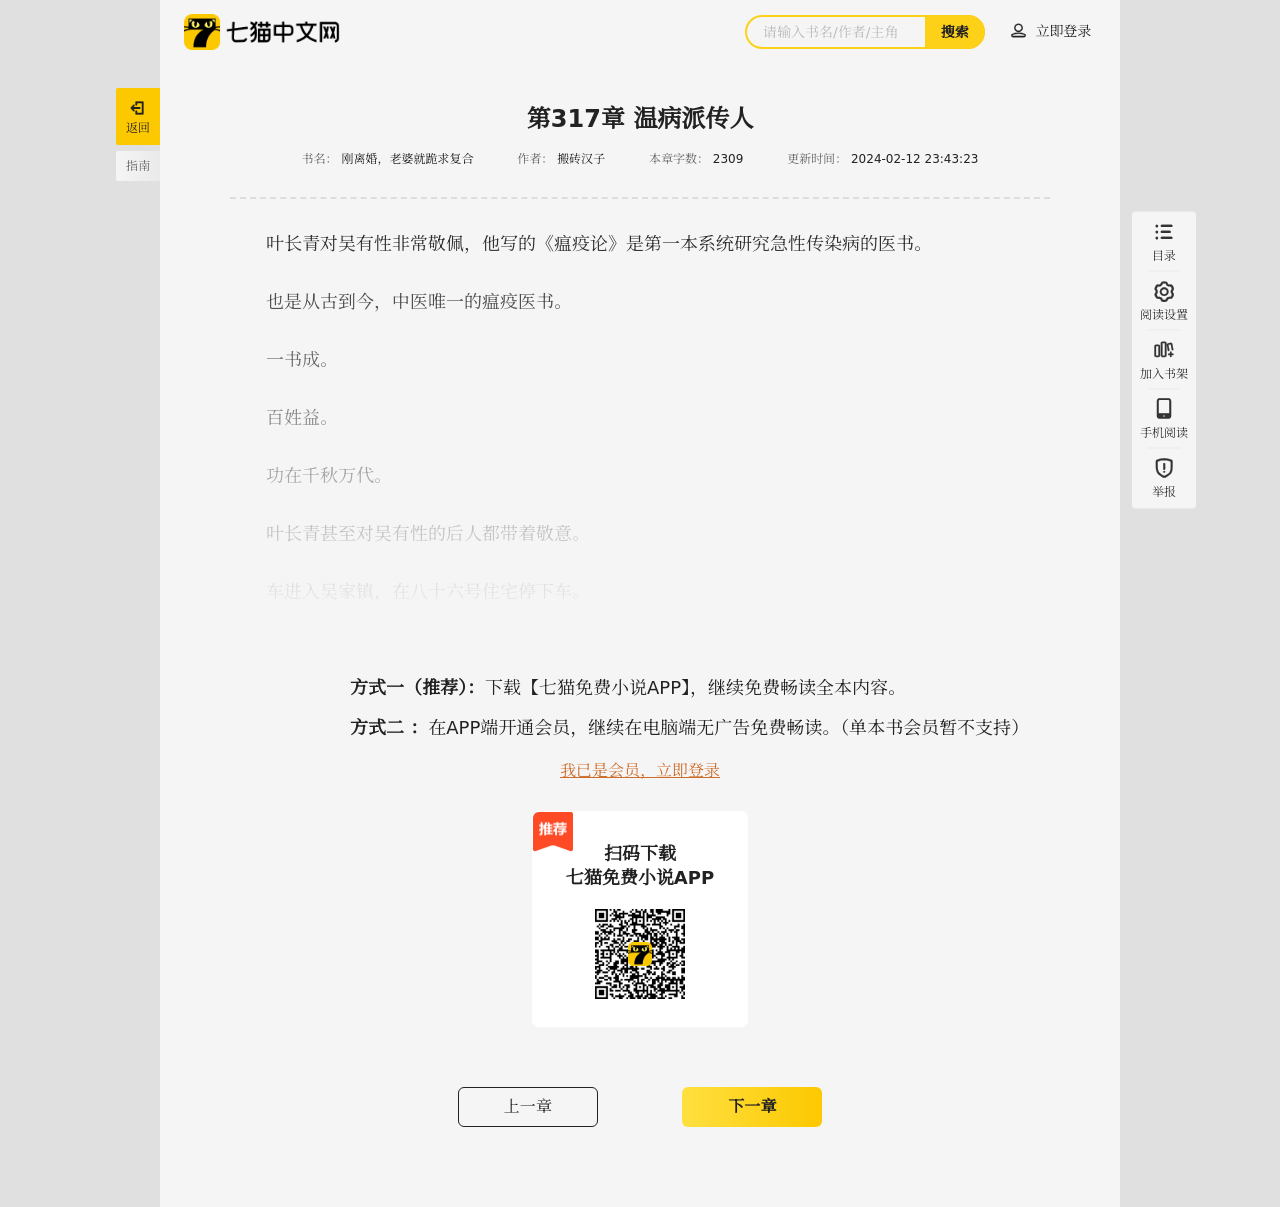 七猫中文网
请输入书名/作者/主角
搜索
立即登录
返回
指南
第317章 温病派传人
书名： 刚离婚，老婆就跪求复合 作者： 搬砖汉子 本章字数： 2309 更新时间： 2024-02-12 23:43:23
叶长青对吴有性非常敬佩，他写的《瘟疫论》是第一本系统研究急性传染病的医书。
也是从古到今，中医唯一的瘟疫医书。
一书成。
百姓益。
功在千秋万代。
叶长青甚至对吴有性的后人都带着敬意。
车进入吴家镇，在八十六号住宅停下车。
目录
阅读设置
加入书架
手机阅读
举报
方式一（推荐）： 下载【七猫免费小说APP】，继续免费畅读全本内容。
方式二 ： 在APP端开通会员，继续在电脑端无广告免费畅读。（单本书会员暂不支持）
我已是会员，立即登录
推荐
扫码下载
七猫免费小说APP
上一章
下一章